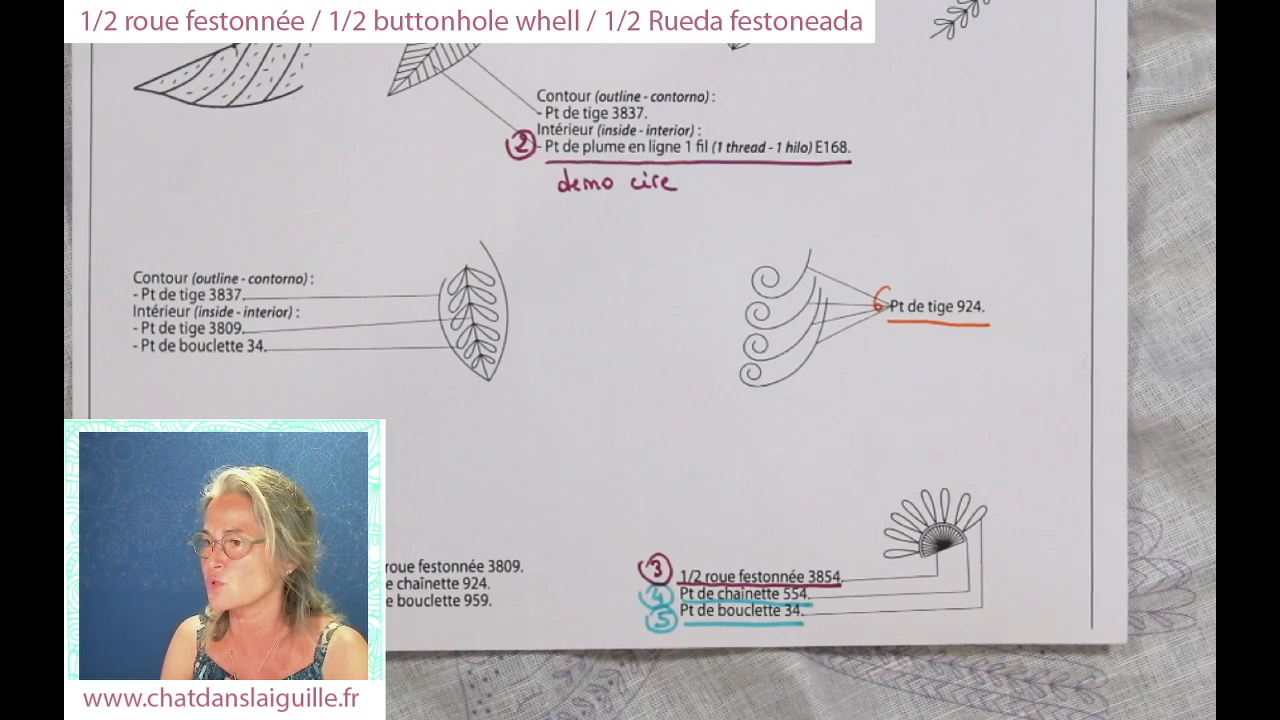 1/2 roue festonnée / 1/2 buttonhole whell / 1/2 Rueda festoneada
Contour (outline - contorno) :
- Pt de tige 3837.
Intérieur (inside - interior) :
2 - Pt de plume en ligne 1 fil (1 thread - 1 hilo) E168.
demo cire
Contour (outline - contorno) :
- Pt de tige 3837.
Intérieur (inside - interior) :
- Pt de tige 3809.
- Pt de bouclette 34.
6 Pt de tige 924.
roue festonnée 3809.
e chaînette 924.
e bouclette 959.
3 1/2 roue festonnée 3854.
4 Pt de chaînette 554.
5 Pt de bouclette 34.
www.chatdanslaiguille.fr